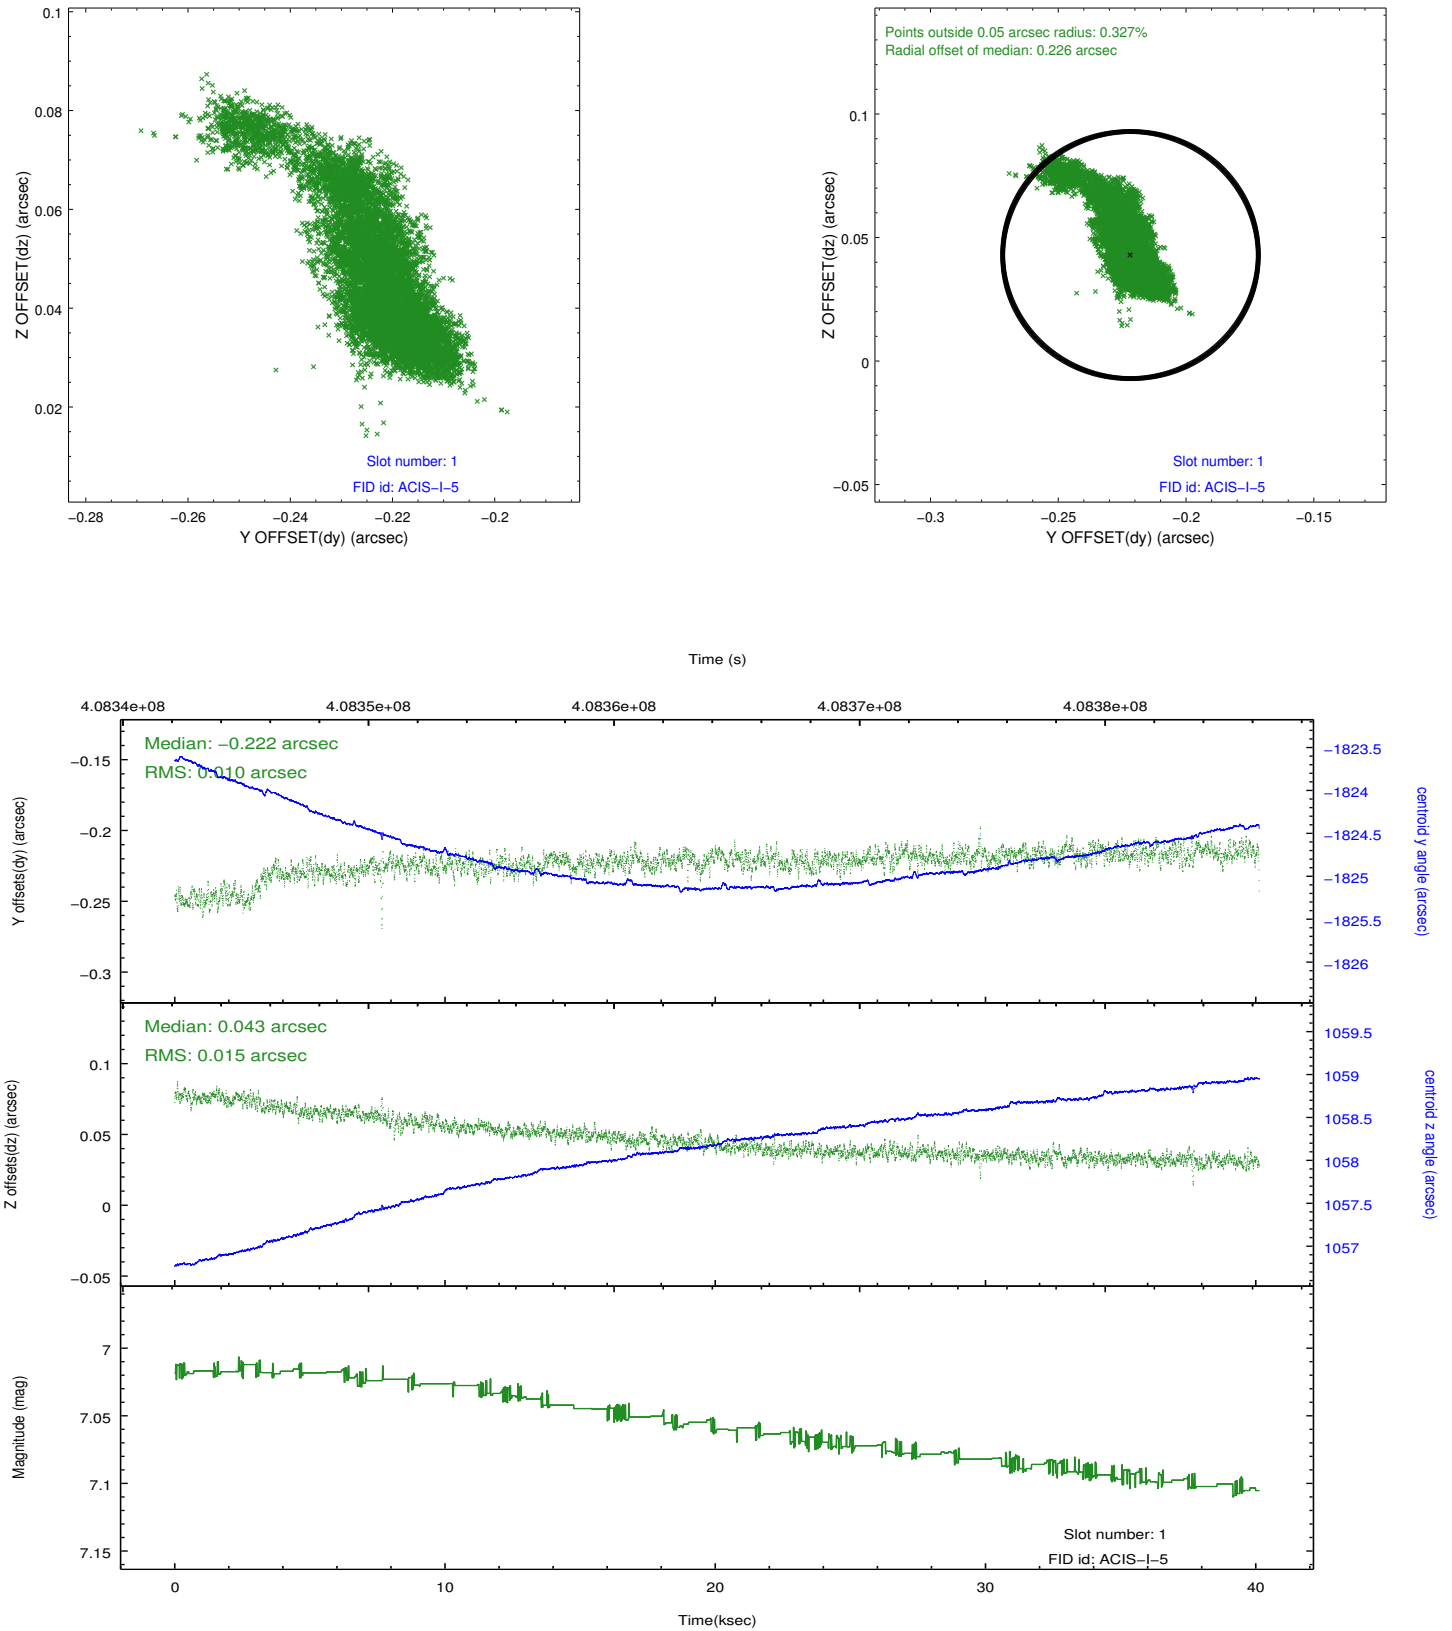 0.1
0.08
0.06
0.04
0.02
Z OFFSET(dz) (arcsec)
Slot number: 1
FID id: ACIS−I−5
−0.28 −0.26 −0.24 −0.22 −0.2
Y OFFSET(dy) (arcsec)
Points outside 0.05 arcsec radius: 0.327%
Radial offset of median: 0.226 arcsec
0.1
0.05
0
−0.05
Z OFFSET(dz) (arcsec)
Slot number: 1
FID id: ACIS−I−5
−0.3 −0.25 −0.2 −0.15
Y OFFSET(dy) (arcsec)
Time (s)
4.0834e+08 4.0835e+08 4.0836e+08 4.0837e+08 4.0838e+08
Median: −0.222 arcsec
RMS: 0.010 arcsec
−0.15
−0.2
−0.25
−0.3
Y offsets(dy) (arcsec)
−1823.5
−1824
−1824.5
−1825
−1825.5
−1826
centroid y angle (arcsec)
Median: 0.043 arcsec
RMS: 0.015 arcsec
0.1
0.05
0
−0.05
Z offsets(dz) (arcsec)
1059.5
1059
1058.5
1058
1057.5
1057
centroid z angle (arcsec)
7
7.05
7.1
7.15
Magnitude (mag)
Slot number: 1
FID id: ACIS−I−5
0 10 20 30 40
Time(ksec)